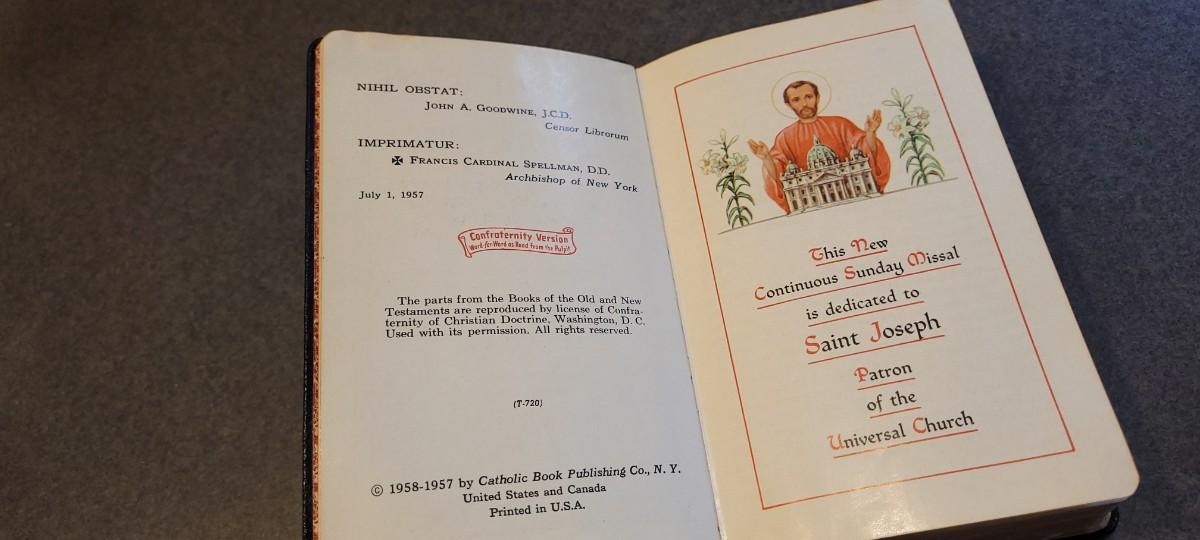 NIHIL OBSTAT:
JOHN A. GOODWINE, J.C.D.
Censor Librorum
IMPRIMATUR:
✠ FRANCIS CARDINAL SPELLMAN, D.D.
Archbishop of New York
July 1, 1957
Confraternity Version
Word-for-Word as Read from the Pulpit
The parts from the Books of the Old and New
Testaments are reproduced by license of Confra-
ternity of Christian Doctrine, Washington, D. C.
Used with its permission. All rights reserved.
(T-720)
© 1958-1957 by Catholic Book Publishing Co., N. Y.
United States and Canada
Printed in U.S.A.
This New
Continuous Sunday Missal
is dedicated to
Saint Joseph
Patron
of the
Universal Church